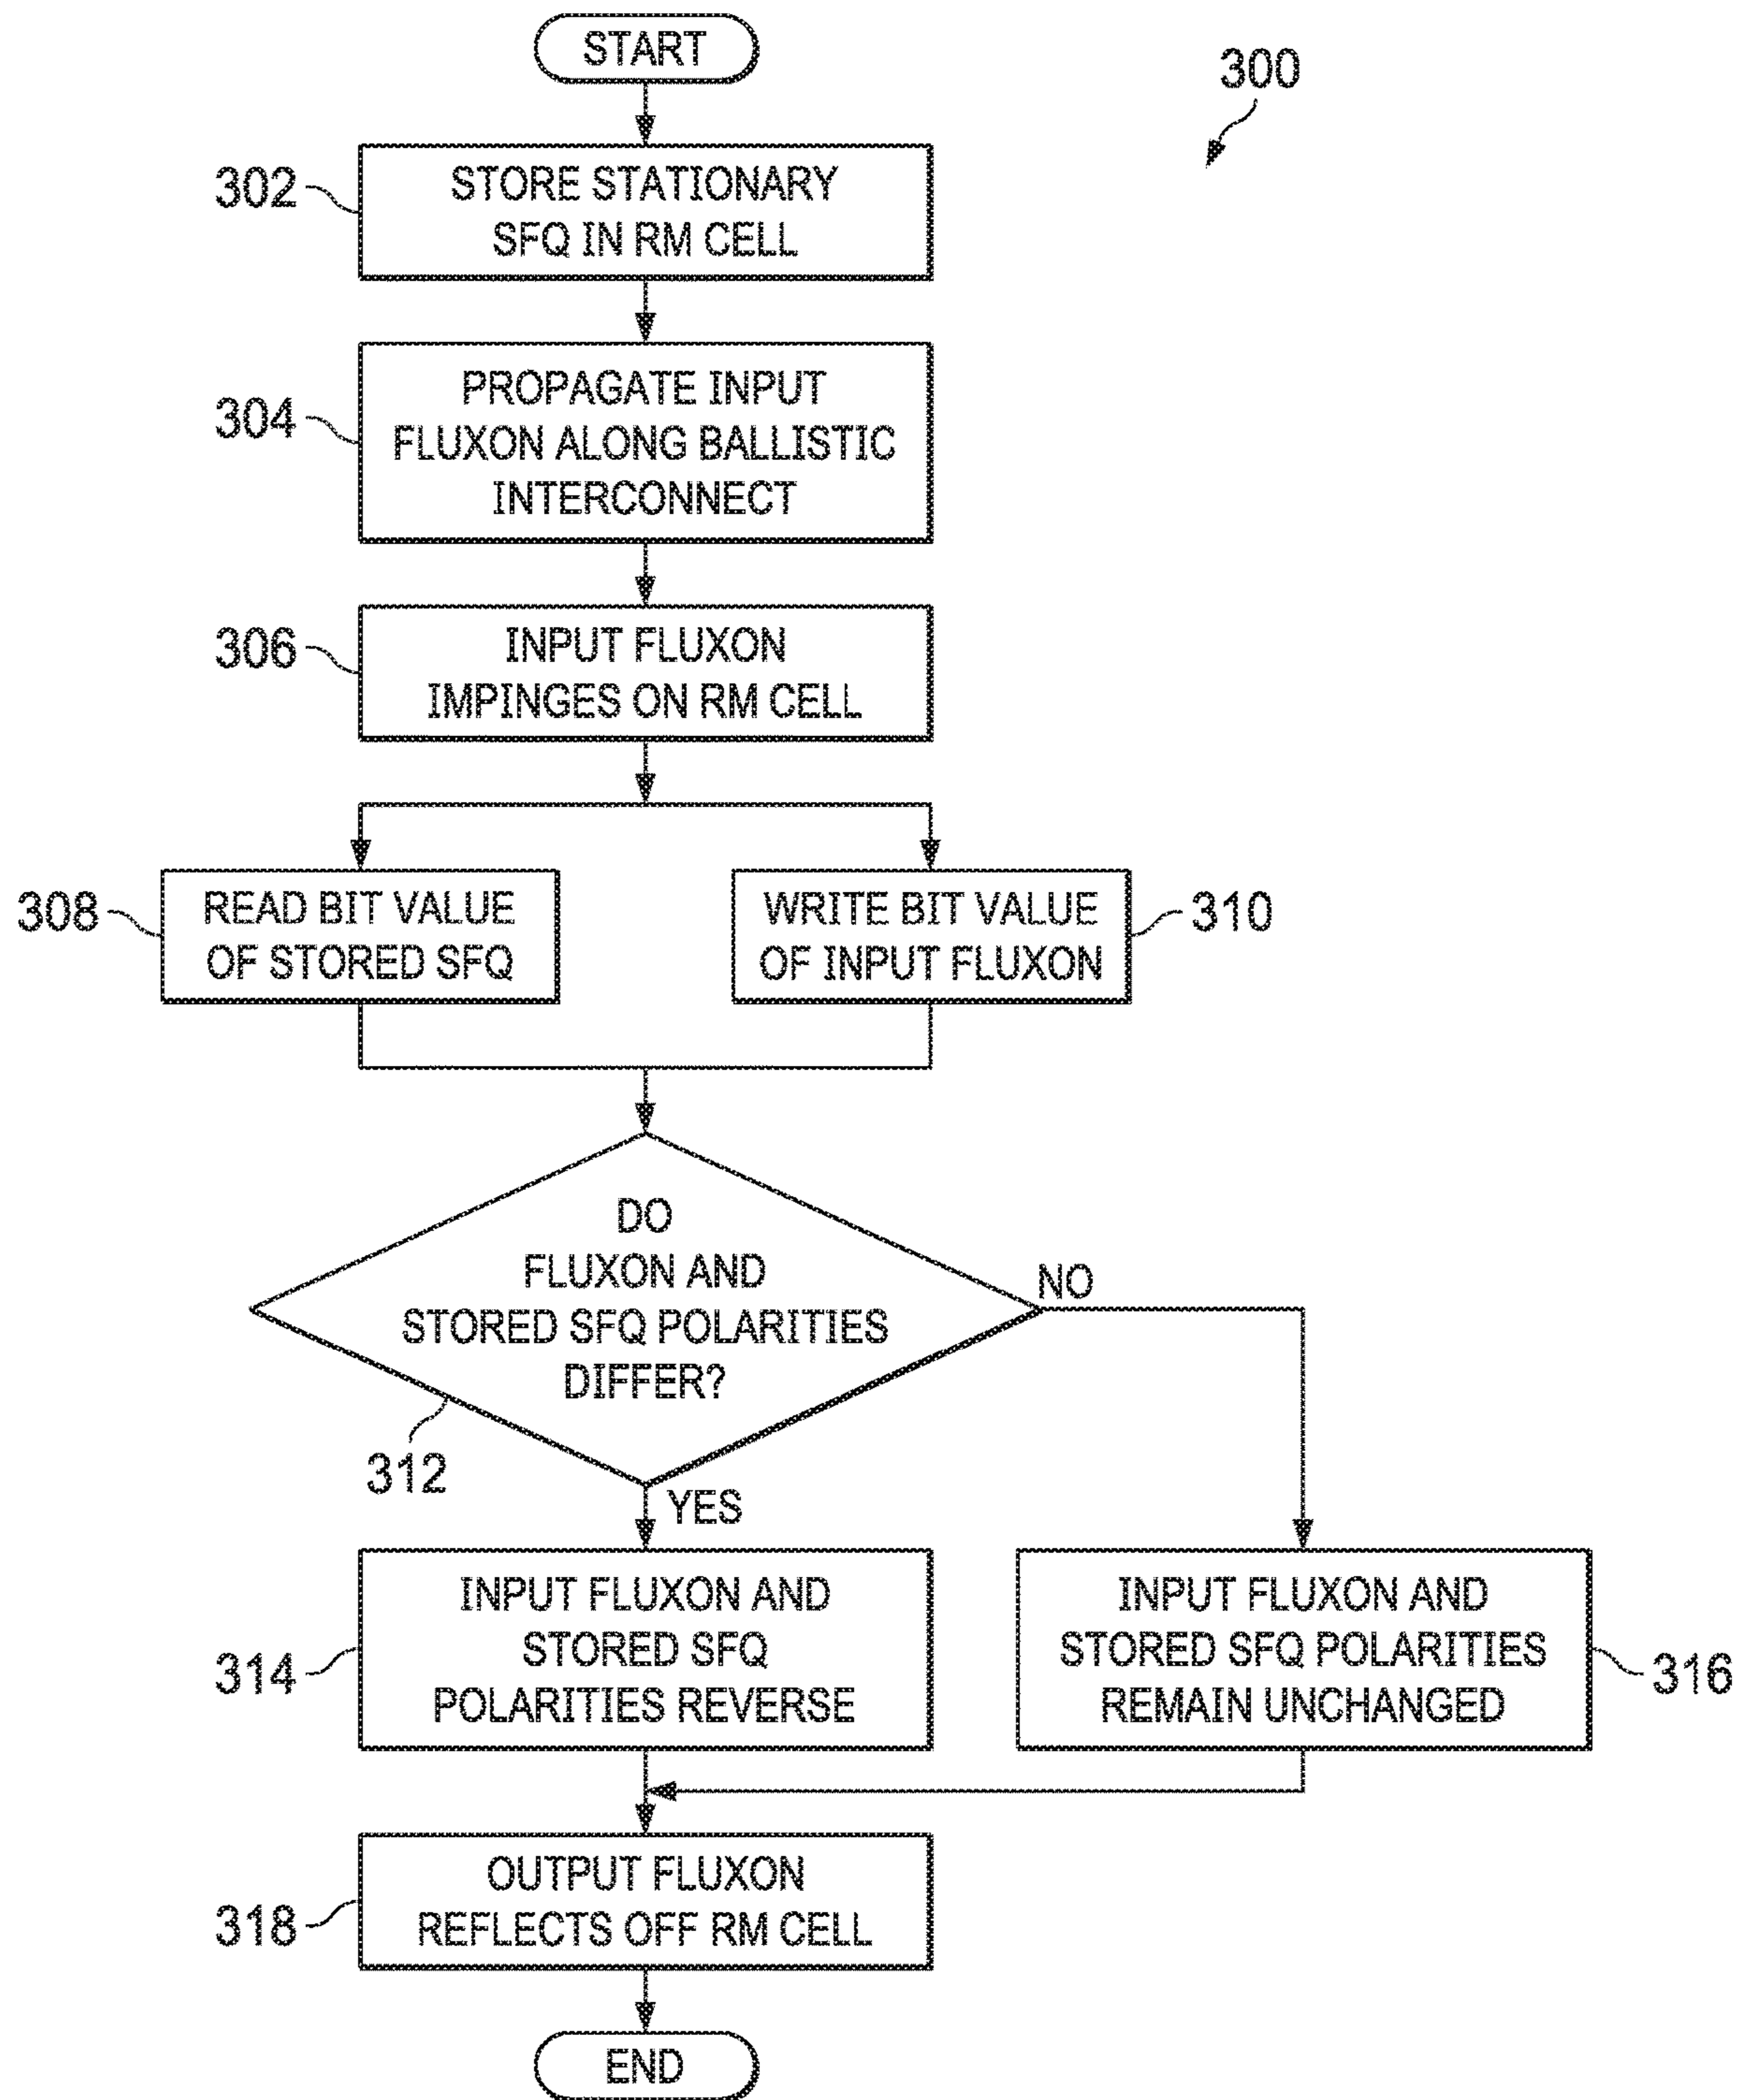 START
300
302
STORE STATIONARY
SFQ IN RM CELL
304
PROPAGATE INPUT
FLUXON ALONG BALLISTIC
INTERCONNECT
306
INPUT FLUXON
IMPINGES ON RM CELL
308
READ BIT VALUE
OF STORED SFQ
WRITE BIT VALUE
OF INPUT FLUXON
310
DO
FLUXON AND
STORED SFQ POLARITIES
DIFFER?
NO
312
YES
314
INPUT FLUXON AND
STORED SFQ
POLARITIES REVERSE
INPUT FLUXON AND
STORED SFQ POLARITIES
REMAIN UNCHANGED
316
318
OUTPUT FLUXON
REFLECTS OFF RM CELL
END